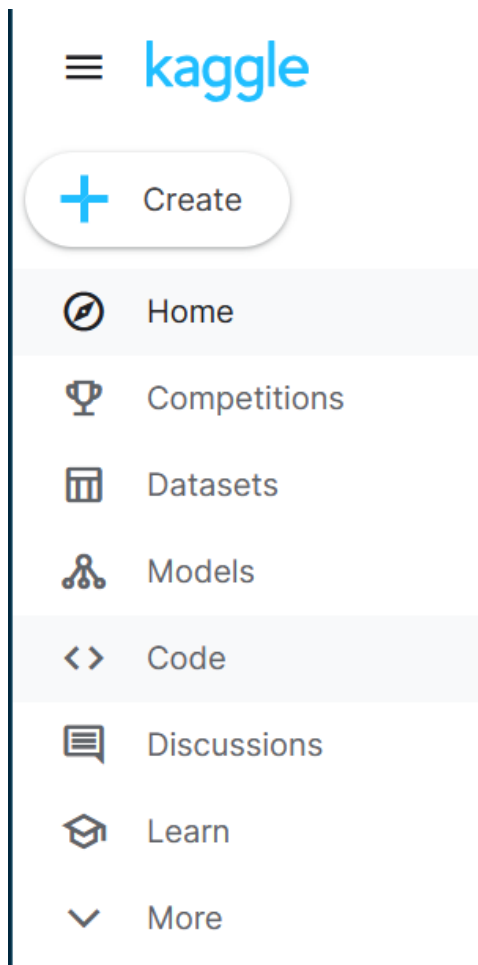 kaggle
Create
Home
Competitions
Datasets
Models
Code
Discussions
Learn
More